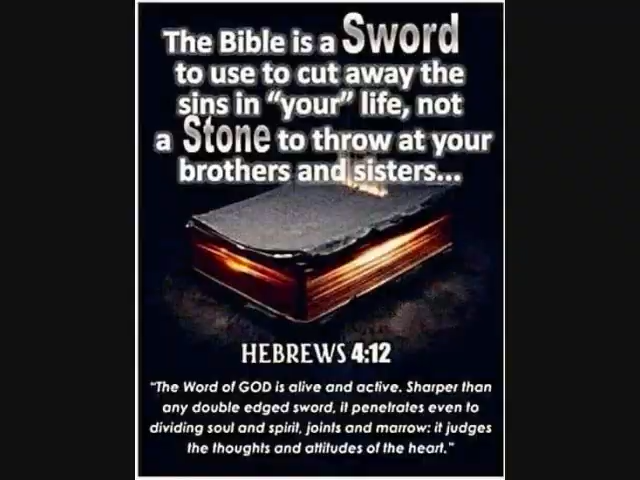 The Bible is a Sword
to use to cut away the
sins in "your" life, not
a Stone to throw at your
brothers and sisters...
HEBREWS 4:12
"The Word of GOD is alive and active. Sharper than
any double edged sword, it penetrates even to
dividing soul and spirit, joints and marrow: it judges
the thoughts and attitudes of the heart."